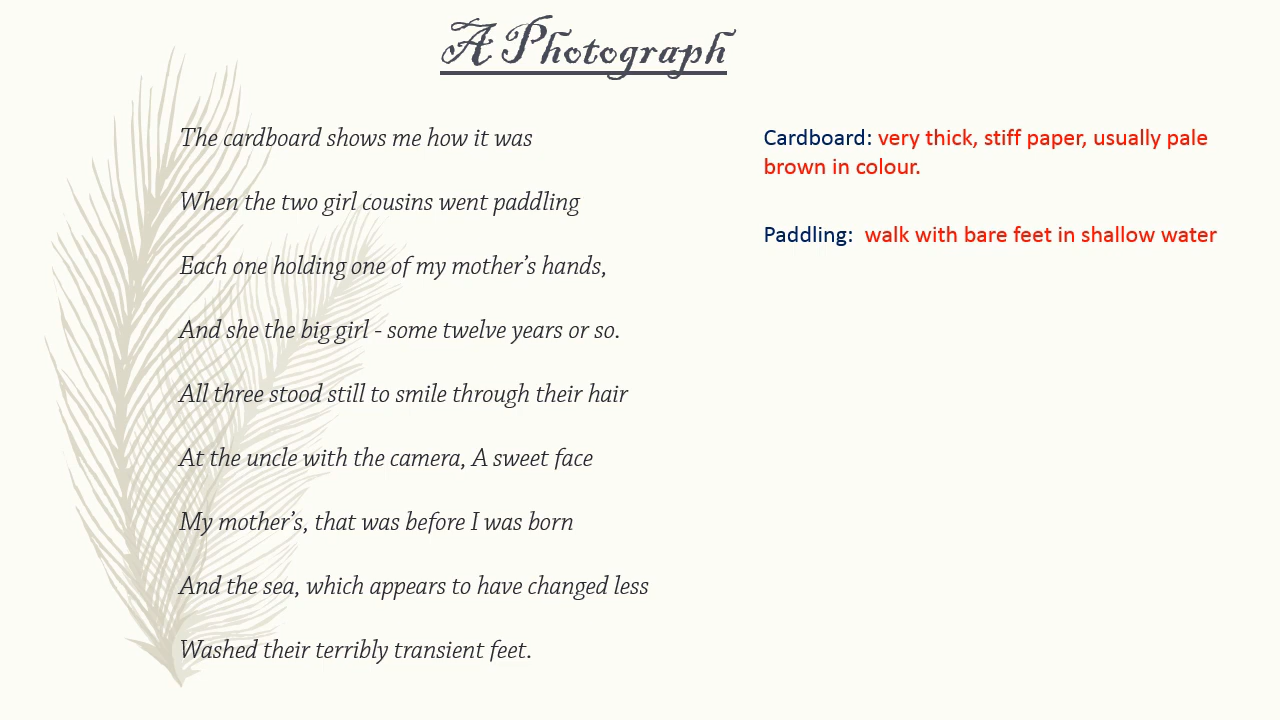 A Photograph
The cardboard shows me how it was
When the two girl cousins went paddling
Each one holding one of my mother’s hands,
And she the big girl - some twelve years or so.
All three stood still to smile through their hair
At the uncle with the camera, A sweet face
My mother’s, that was before I was born
And the sea, which appears to have changed less
Washed their terribly transient feet.
Cardboard: very thick, stiff paper, usually pale
brown in colour.
Paddling: walk with bare feet in shallow water